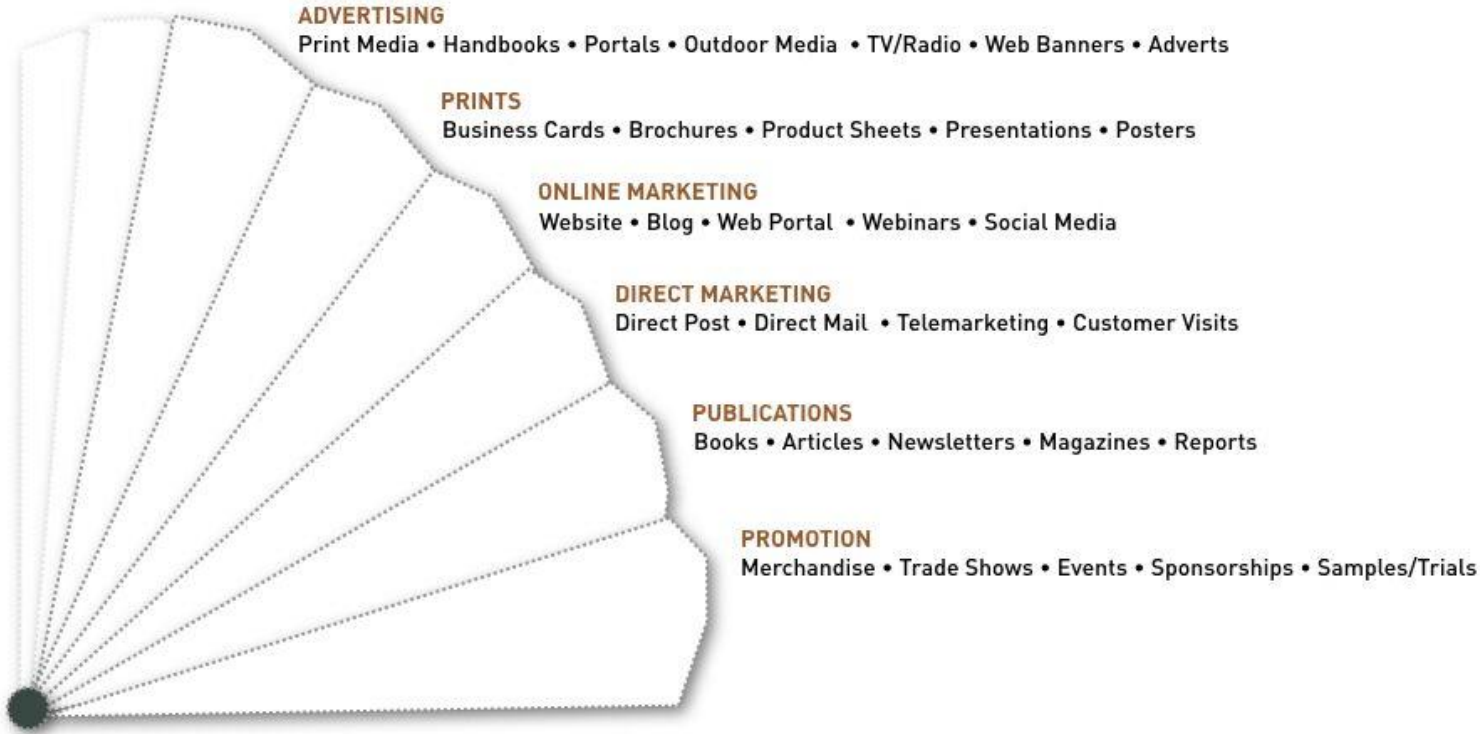 ADVERTISING
Print Media • Handbooks • Portals • Outdoor Media • TV/Radio • Web Banners • Adverts
PRINTS
Business Cards • Brochures • Product Sheets • Presentations • Posters
ONLINE MARKETING
Website • Blog • Web Portal • Webinars • Social Media
DIRECT MARKETING
Direct Post • Direct Mail • Telemarketing • Customer Visits
PUBLICATIONS
Books • Articles • Newsletters • Magazines • Reports
PROMOTION
Merchandise • Trade Shows • Events • Sponsorships • Samples/Trials